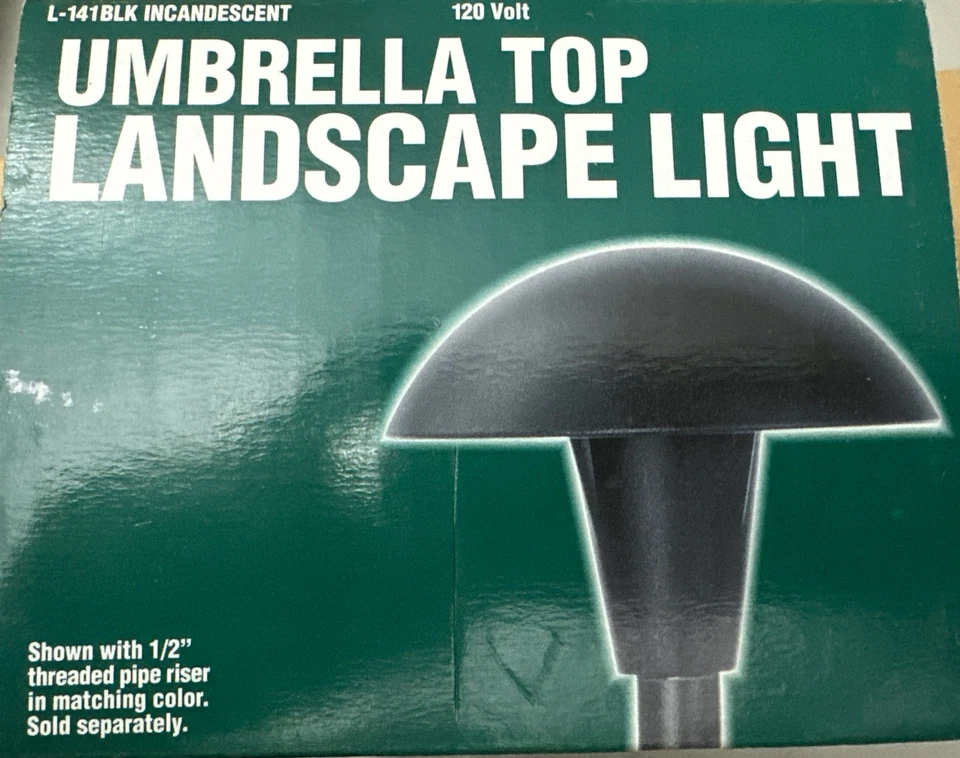 L-141BLK INCANDESCENT 120 Volt
UMBRELLA TOP
LANDSCAPE LIGHT
Shown with 1/2”
threaded pipe riser
in matching color.
Sold separately.